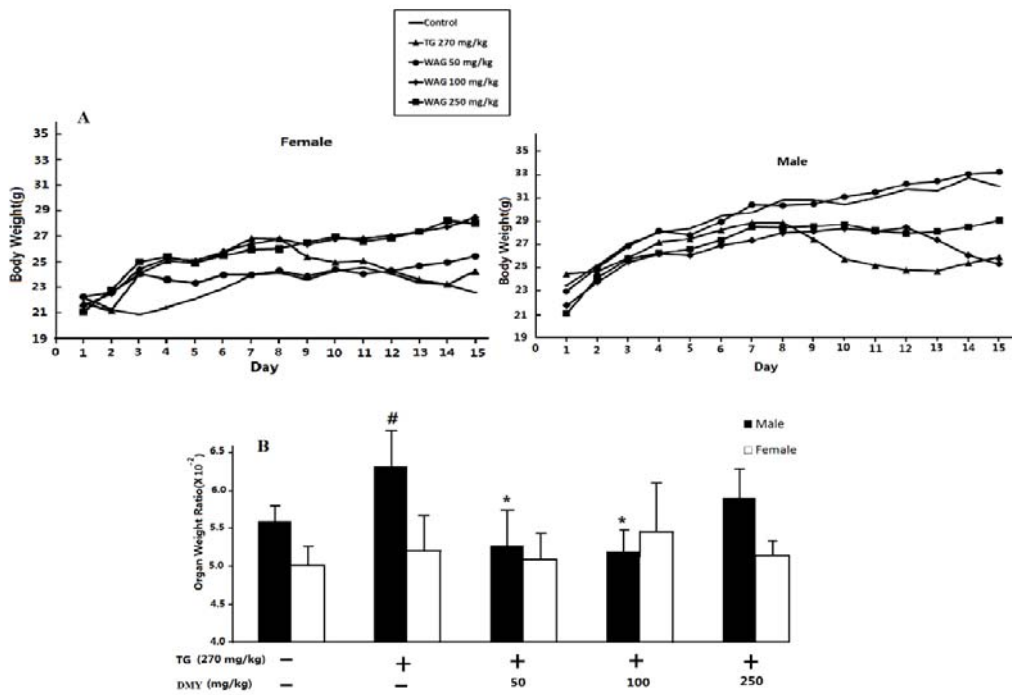 Control
TG 270 mg/kg
WAG 50 mg/kg
WAG 100 mg/kg
WAG 250 mg/kg
A
Female
Body Weight(g)
35
33
31
29
27
25
23
21
19
0 1 2 3 4 5 6 7 8 9 10 11 12 13 14 15
Day
Male
Body Weight(g)
35
33
31
29
27
25
23
21
19
0 1 2 3 4 5 6 7 8 9 10 11 12 13 14 15
Day
B
Male
Female
Organ Weight Ratio(X10⁻²)
6.5
6.0
5.5
5.0
4.5
4.0
#
*
*
TG (270 mg/kg) − + + + +
DMY (mg/kg) − − 50 100 250